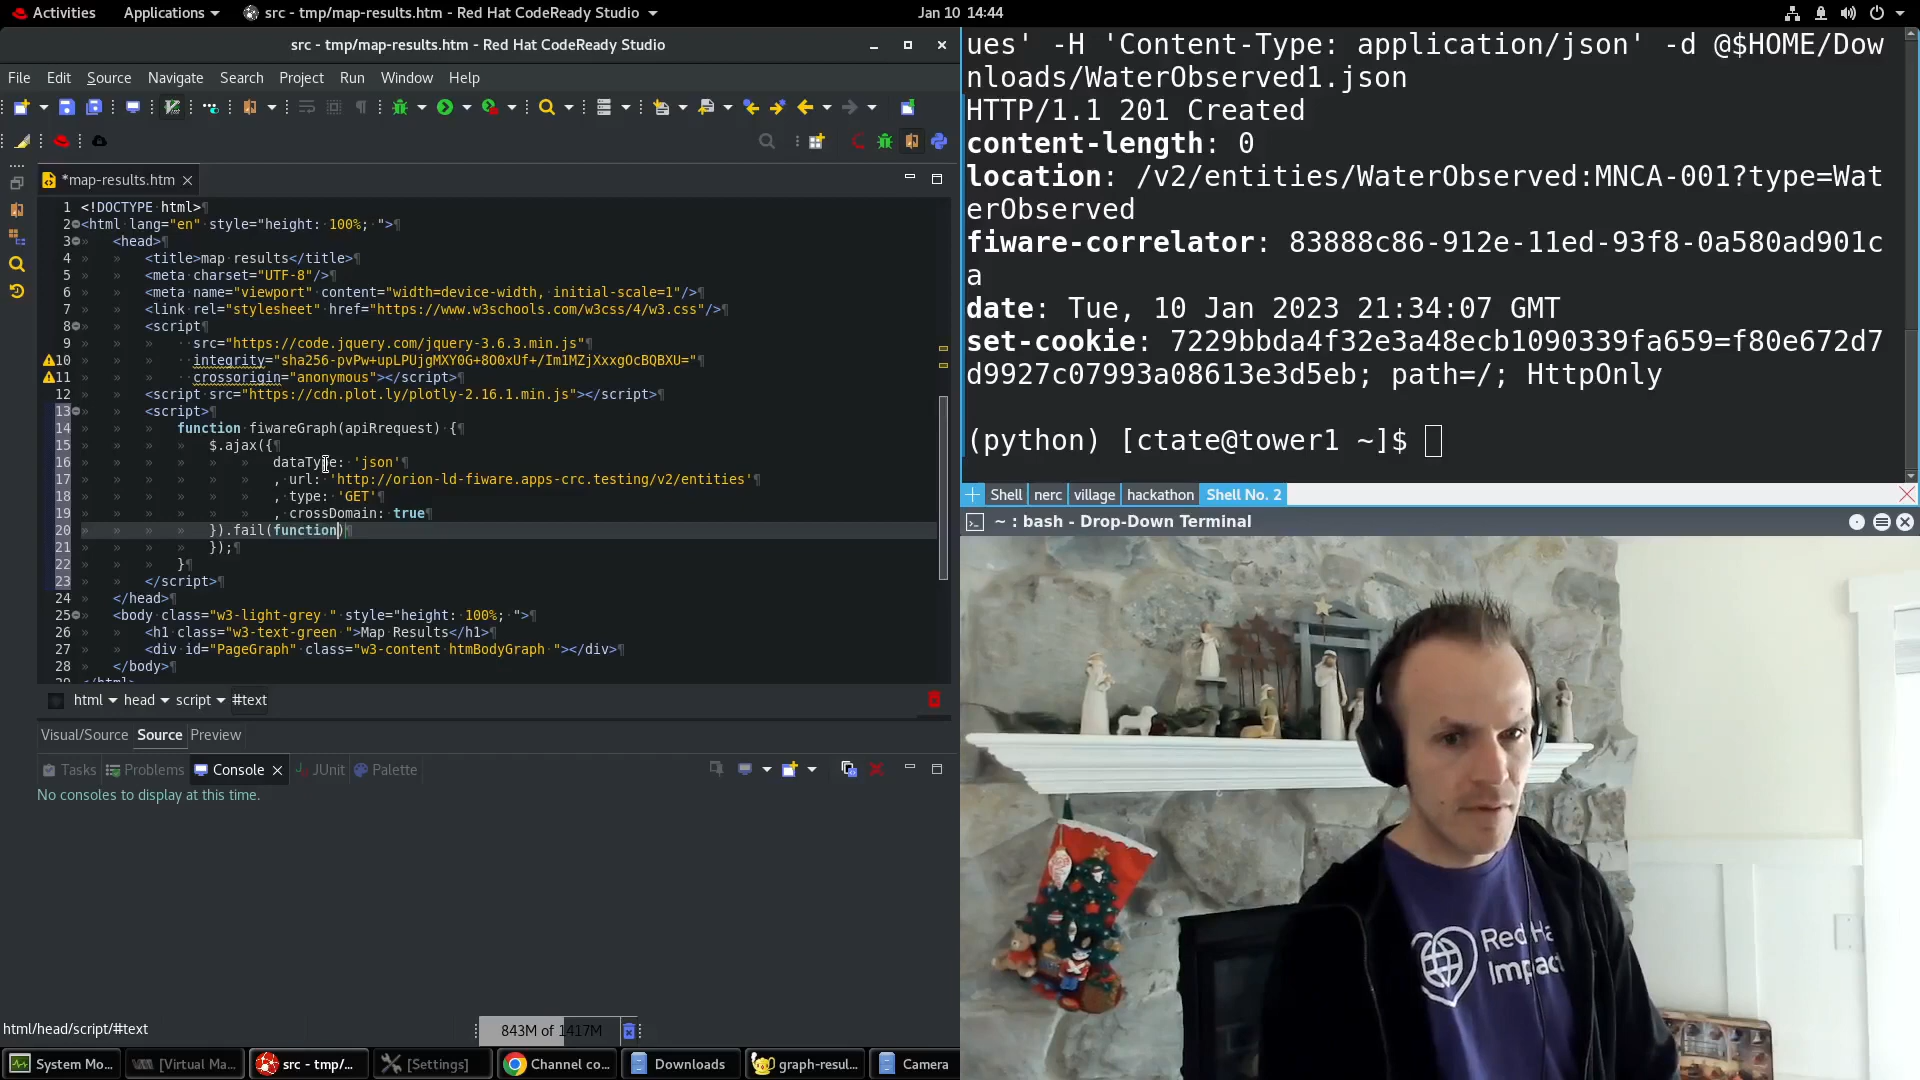 Activities
Applications
src - tmp/map-results.htm - Red Hat CodeReady Studio
Jan 10 14:44
src - tmp/map-results.htm - Red Hat CodeReady Studio
File Edit Source Navigate Search Project Run Window Help
*map-results.htm
1 <!DOCTYPE html>¶
2 <html lang="en" style="height: 100%; ">¶
3 <head>¶
4 <title>map results</title>¶
5 <meta charset="UTF-8"/>¶
6 <meta name="viewport" content="width=device-width, initial-scale=1"/>¶
7 <link rel="stylesheet" href="https://www.w3schools.com/w3css/4/w3.css"/>¶
8 <script¶
9 src="https://code.jquery.com/jquery-3.6.3.min.js"¶
10 integrity="sha256-pvPw+upLPUjgMXY0G+8O0xUf+/Im1MZjXxxgOcBQBXU="¶
11 crossorigin="anonymous"></script>¶
12 <script src="https://cdn.plot.ly/plotly-2.16.1.min.js"></script>¶
13 <script>¶
14 function fiwareGraph(apiRrequest) {¶
15 $.ajax({¶
16 dataType: 'json'¶
17 , url: 'http://orion-ld-fiware.apps-crc.testing/v2/entities'¶
18 , type: 'GET'¶
19 , crossDomain: true¶
20 }).fail(function)¶
21 });¶
22 }¶
23 </script>¶
24 </head>¶
25 <body class="w3-light-grey " style="height: 100%; ">¶
26 <h1 class="w3-text-green ">Map Results</h1>¶
27 <div id="PageGraph" class="w3-content htmBodyGraph "></div>¶
28 </body>¶
html head script #text
Visual/Source Source Preview
Tasks Problems Console JUnit Palette
No consoles to display at this time.
html/head/script/#text
843M of 1417M
System Mo...
[Virtual Ma...
src - tmp/...
[Settings]
Channel co...
Downloads
graph-resul...
Camera
ues' -H 'Content-Type: application/json' -d @$HOME/Dow
nloads/WaterObserved1.json
HTTP/1.1 201 Created
content-length: 0
location: /v2/entities/WaterObserved:MNCA-001?type=Wat
erObserved
fiware-correlator: 83888c86-912e-11ed-93f8-0a580ad901c
a
date: Tue, 10 Jan 2023 21:34:07 GMT
set-cookie: 7229bbda4f32e3a48ecb1090339fa659=f80e672d7
d9927c07993a08613e3d5eb; path=/; HttpOnly
(python) [ctate@tower1 ~]$
Shell nerc village hackathon Shell No. 2
~ : bash - Drop-Down Terminal
Red Ha
Impac